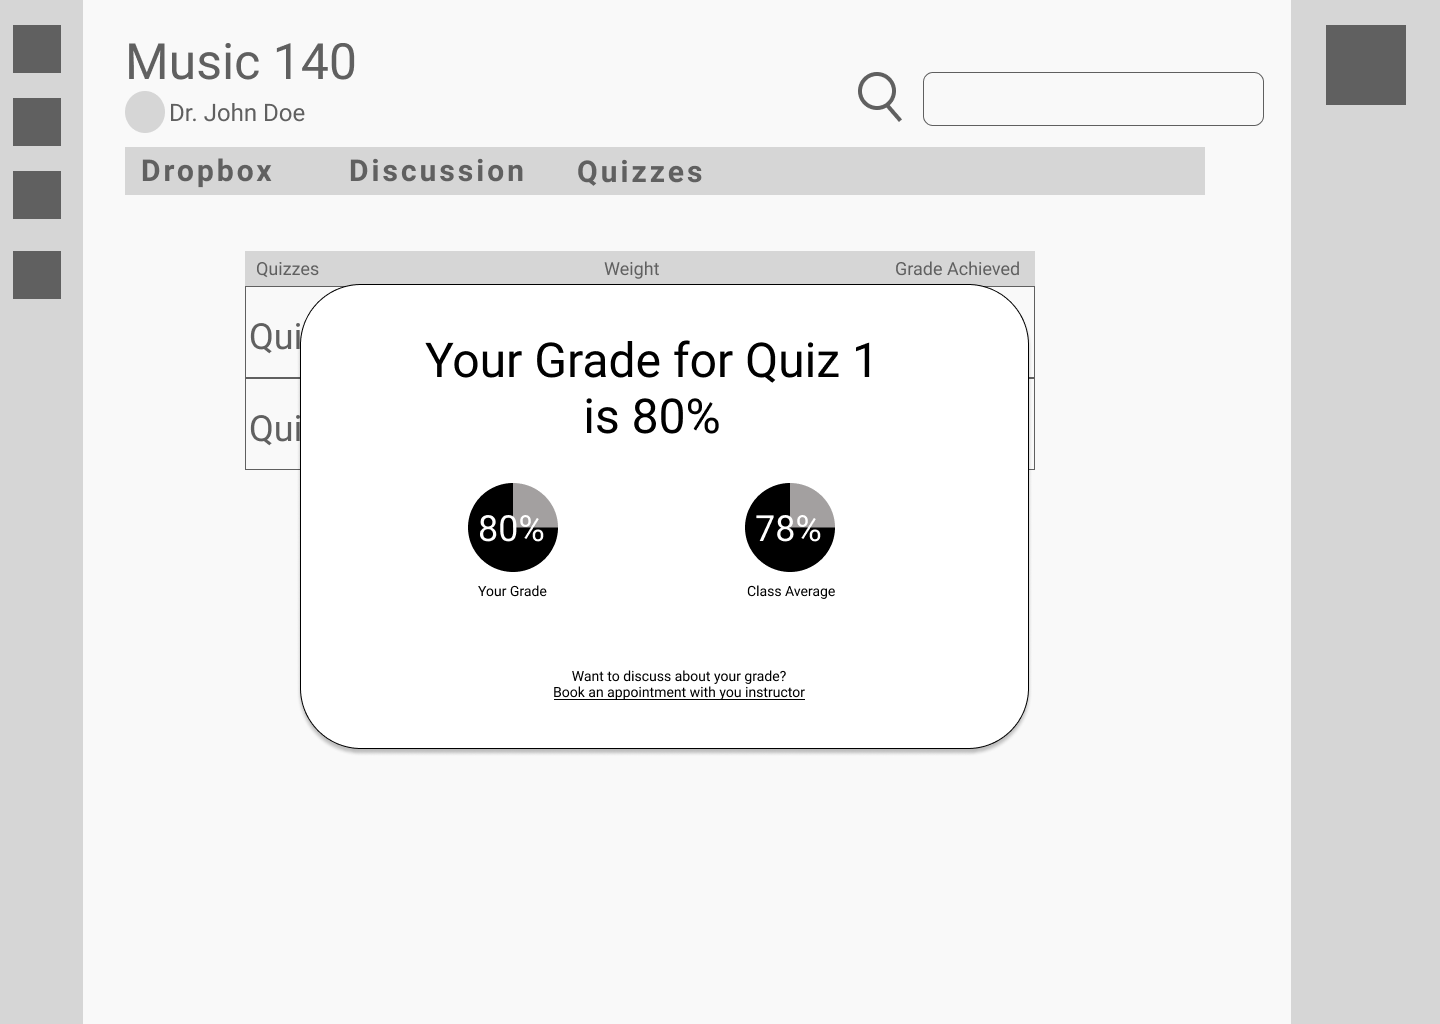 Music 140
Dr. John Doe
Dropbox Discussion Quizzes
Quizzes Weight Grade Achieved
Qui
Qui
Your Grade for Quiz 1
is 80%
80% 78%
Your Grade Class Average
Want to discuss about your grade?
Book an appointment with you instructor